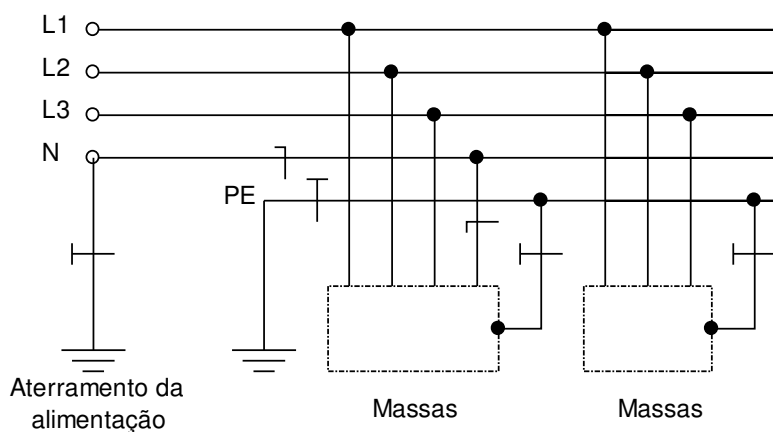 L1
L2
L3
N
PE
Aterramento da
alimentação
Massas
Massas